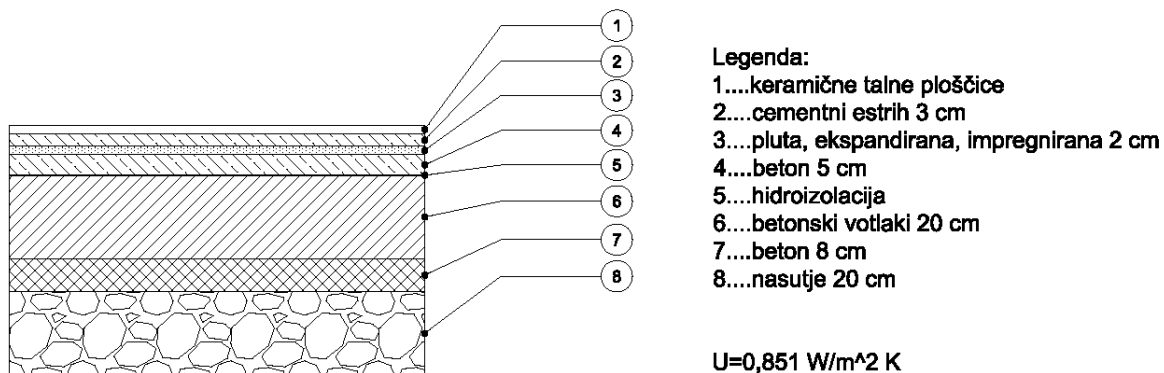 1
2
3
4
5
6
7
8
Legenda:
1....keramične talne ploščice
2....cementni estrih 3 cm
3....pluta, ekspandirana, impregnirana 2 cm
4....beton 5 cm
5....hidroizolacija
6....betonski votlaki 20 cm
7....beton 8 cm
8....nasutje 20 cm
U=0,851 W/m^2 K